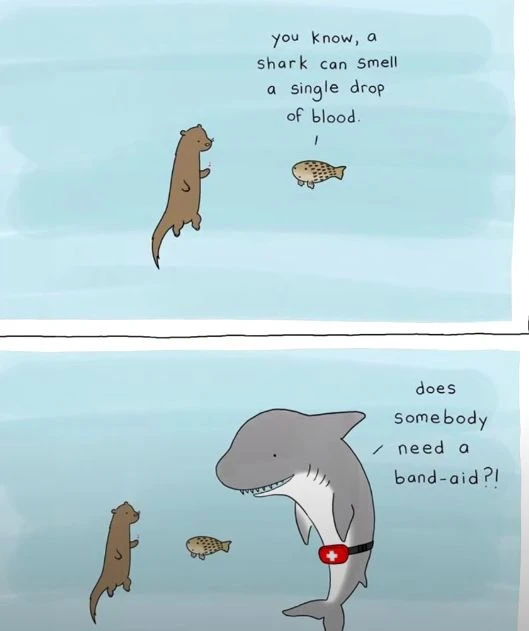 you know, a
shark can smell
a single drop
of blood.
does
somebody
need a
band-aid?!